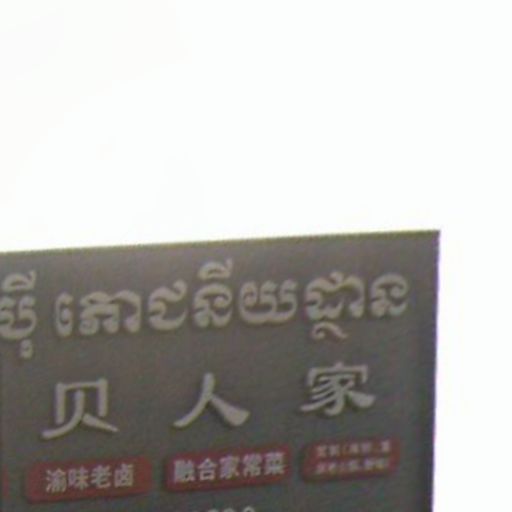 ភោជនីយដ្ឋាន
贝人家
渝味老卤 融合家常菜